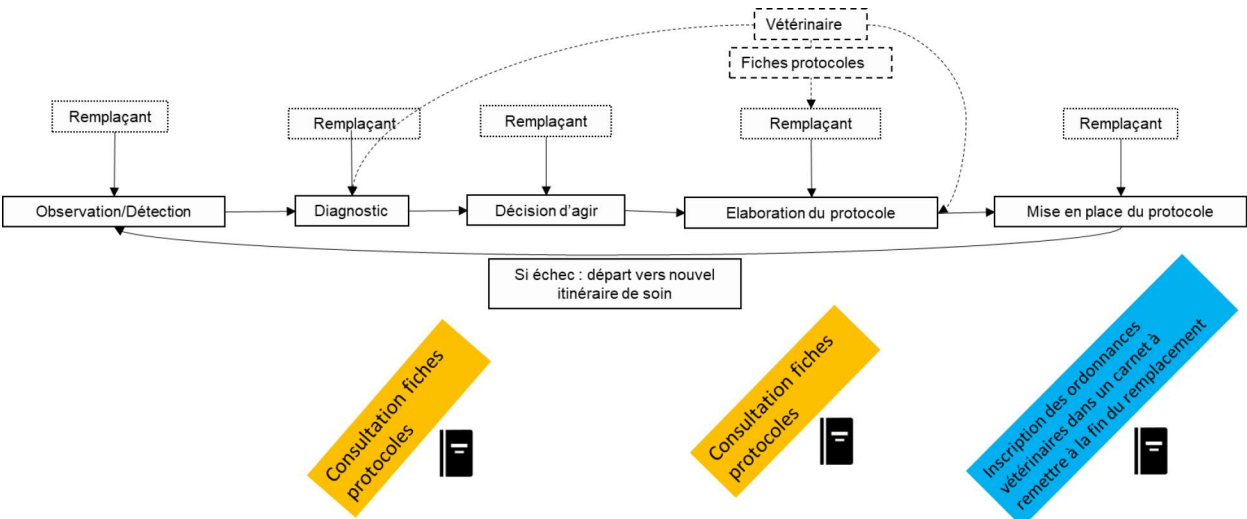 Vétérinaire
Fiches protocoles
Remplaçant
Remplaçant
Remplaçant
Remplaçant
Remplaçant
Observation/Détection
Diagnostic
Décision d'agir
Elaboration du protocole
Mise en place du protocole
Si échec : départ vers nouvel
itinéraire de soin
Consultation fiches
protocoles
Consultation fiches
protocoles
Inscription des ordonnances
vétérinaires dans un carnet à
remettre à la fin du remplacement